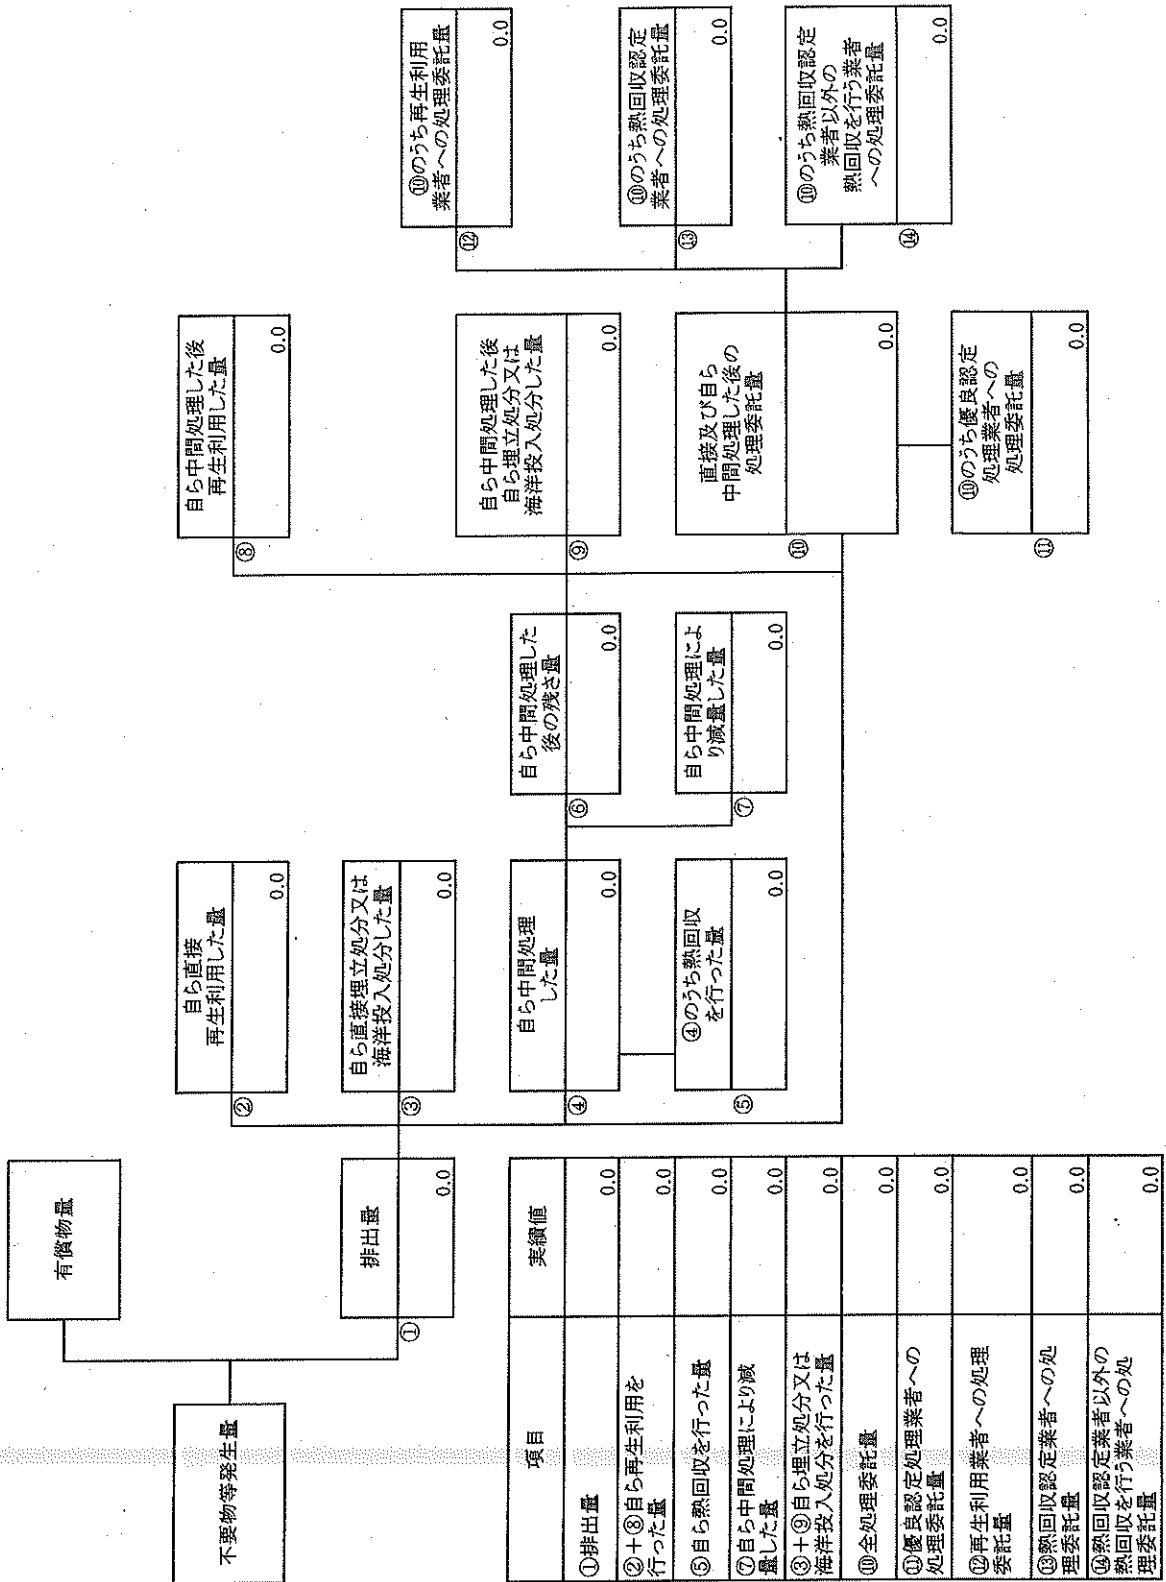 不要物等発生量
有償物量
①
排出量
0.0
②
自ら直接
再生利用した量
0.0
③
自ら直接埋立処分又は
海洋投入処分した量
0.0
④
自ら中間処理
した量
0.0
⑤
④のうち熱回収
を行った量
0.0
⑥
自ら中間処理した
後の残さ量
0.0
⑦
自ら中間処理によ
り減量した量
0.0
⑧
自ら中間処理した後
再生利用した量
0.0
⑨
自ら中間処理した後
自ら埋立処分又は
海洋投入処分した量
0.0
⑩
直接及び自ら
中間処理した後の
処理委託量
0.0
⑪
⑩のうち優良認定
処理業者への
処理委託量
0.0
⑫
⑩のうち再生利用
業者への処理委託量
0.0
⑬
⑩のうち熱回収認定
業者への処理委託量
0.0
⑭
⑩のうち熱回収認定
業者以外の
熱回収を行う業者
への処理委託量
0.0
項目
実績値
①排出量
0.0
②+⑧自ら再生利用を
行った量
0.0
⑤自ら熱回収を行った量
0.0
⑦自ら中間処理により減
量した量
0.0
③+⑨自ら埋立処分又は
海洋投入処分を行った量
0.0
⑩全処理委託量
0.0
⑪優良認定処理業者への
処理委託量
0.0
⑫再生利用業者への処理
委託量
0.0
⑬熱回収認定業者への処
理委託量
0.0
⑭熱回収認定業者以外の
熱回収を行う業者への処
理委託量
0.0